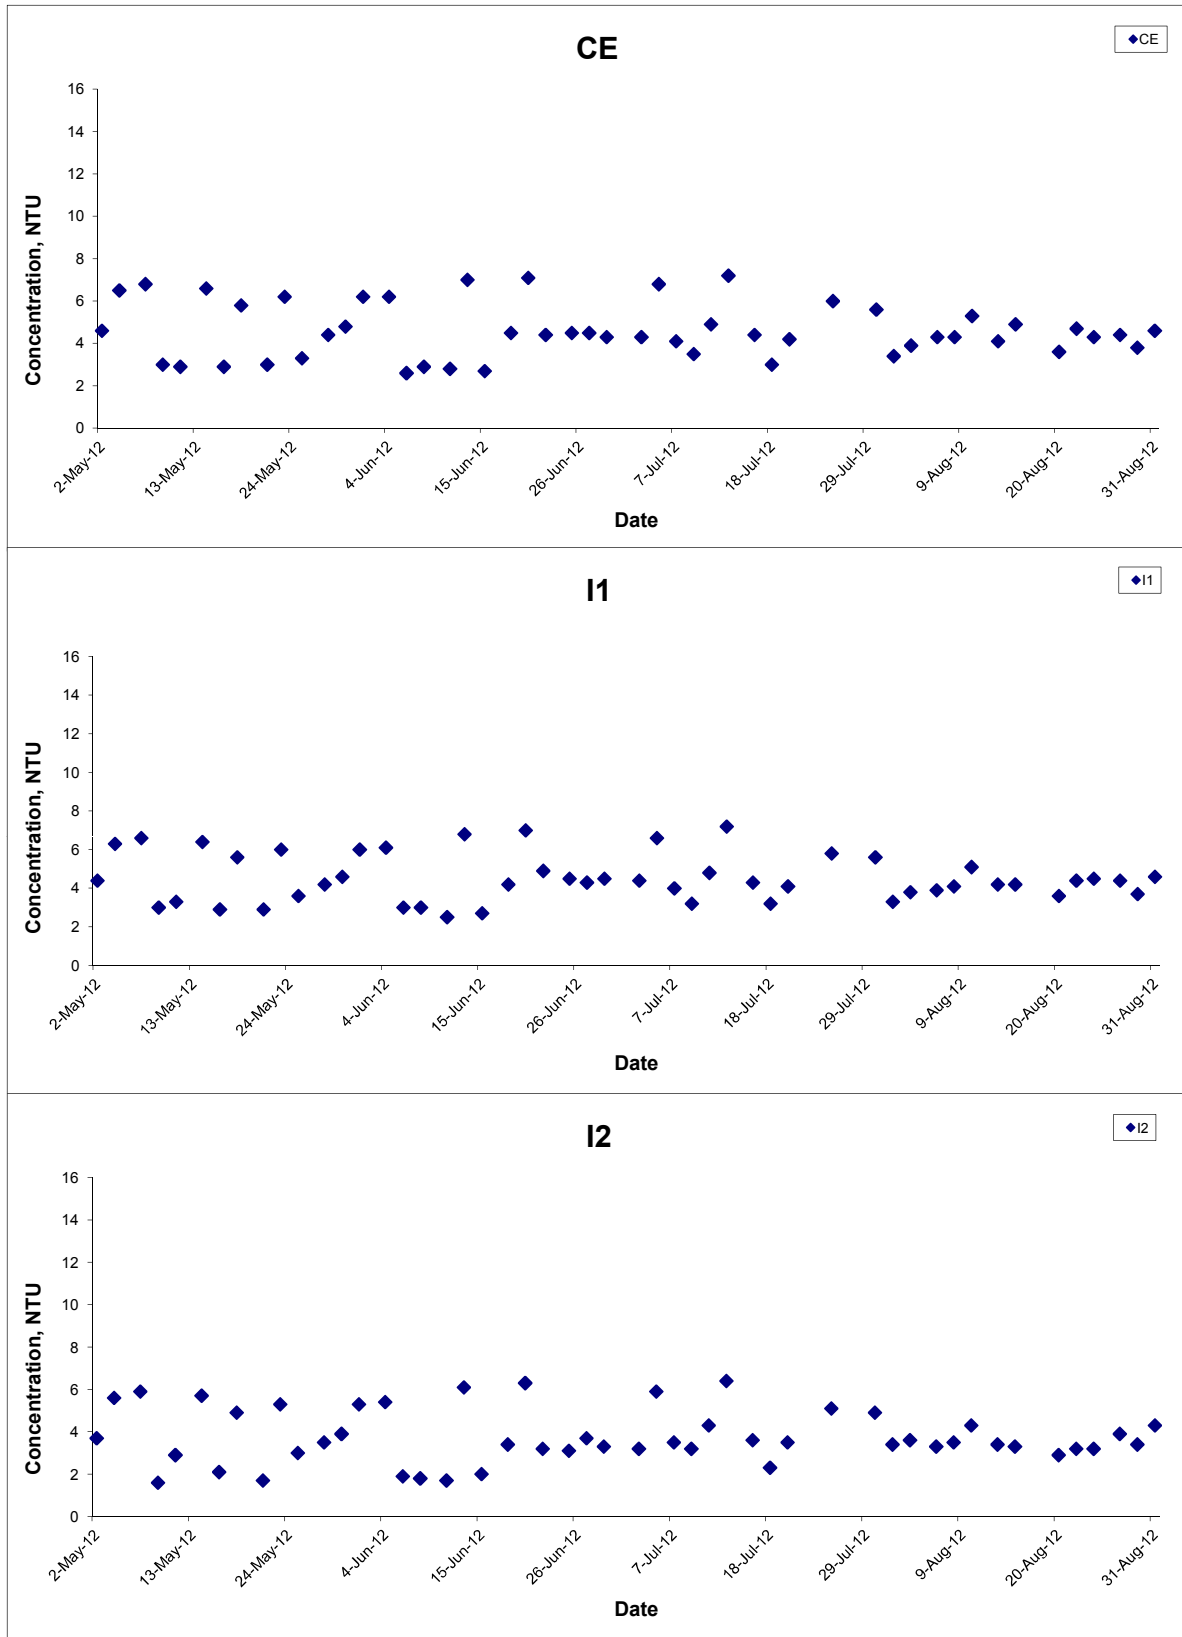 CE
CE
16
14
12
10
8
6
4
2
0
Concentration, NTU
2-May-12
13-May-12
24-May-12
4-Jun-12
15-Jun-12
26-Jun-12
7-Jul-12
18-Jul-12
29-Jul-12
9-Aug-12
20-Aug-12
31-Aug-12
Date
I1
I1
16
14
12
10
8
6
4
2
0
Concentration, NTU
2-May-12
13-May-12
24-May-12
4-Jun-12
15-Jun-12
26-Jun-12
7-Jul-12
18-Jul-12
29-Jul-12
9-Aug-12
20-Aug-12
31-Aug-12
Date
I2
I2
16
14
12
10
8
6
4
2
0
Concentration, NTU
2-May-12
13-May-12
24-May-12
4-Jun-12
15-Jun-12
26-Jun-12
7-Jul-12
18-Jul-12
29-Jul-12
9-Aug-12
20-Aug-12
31-Aug-12
Date